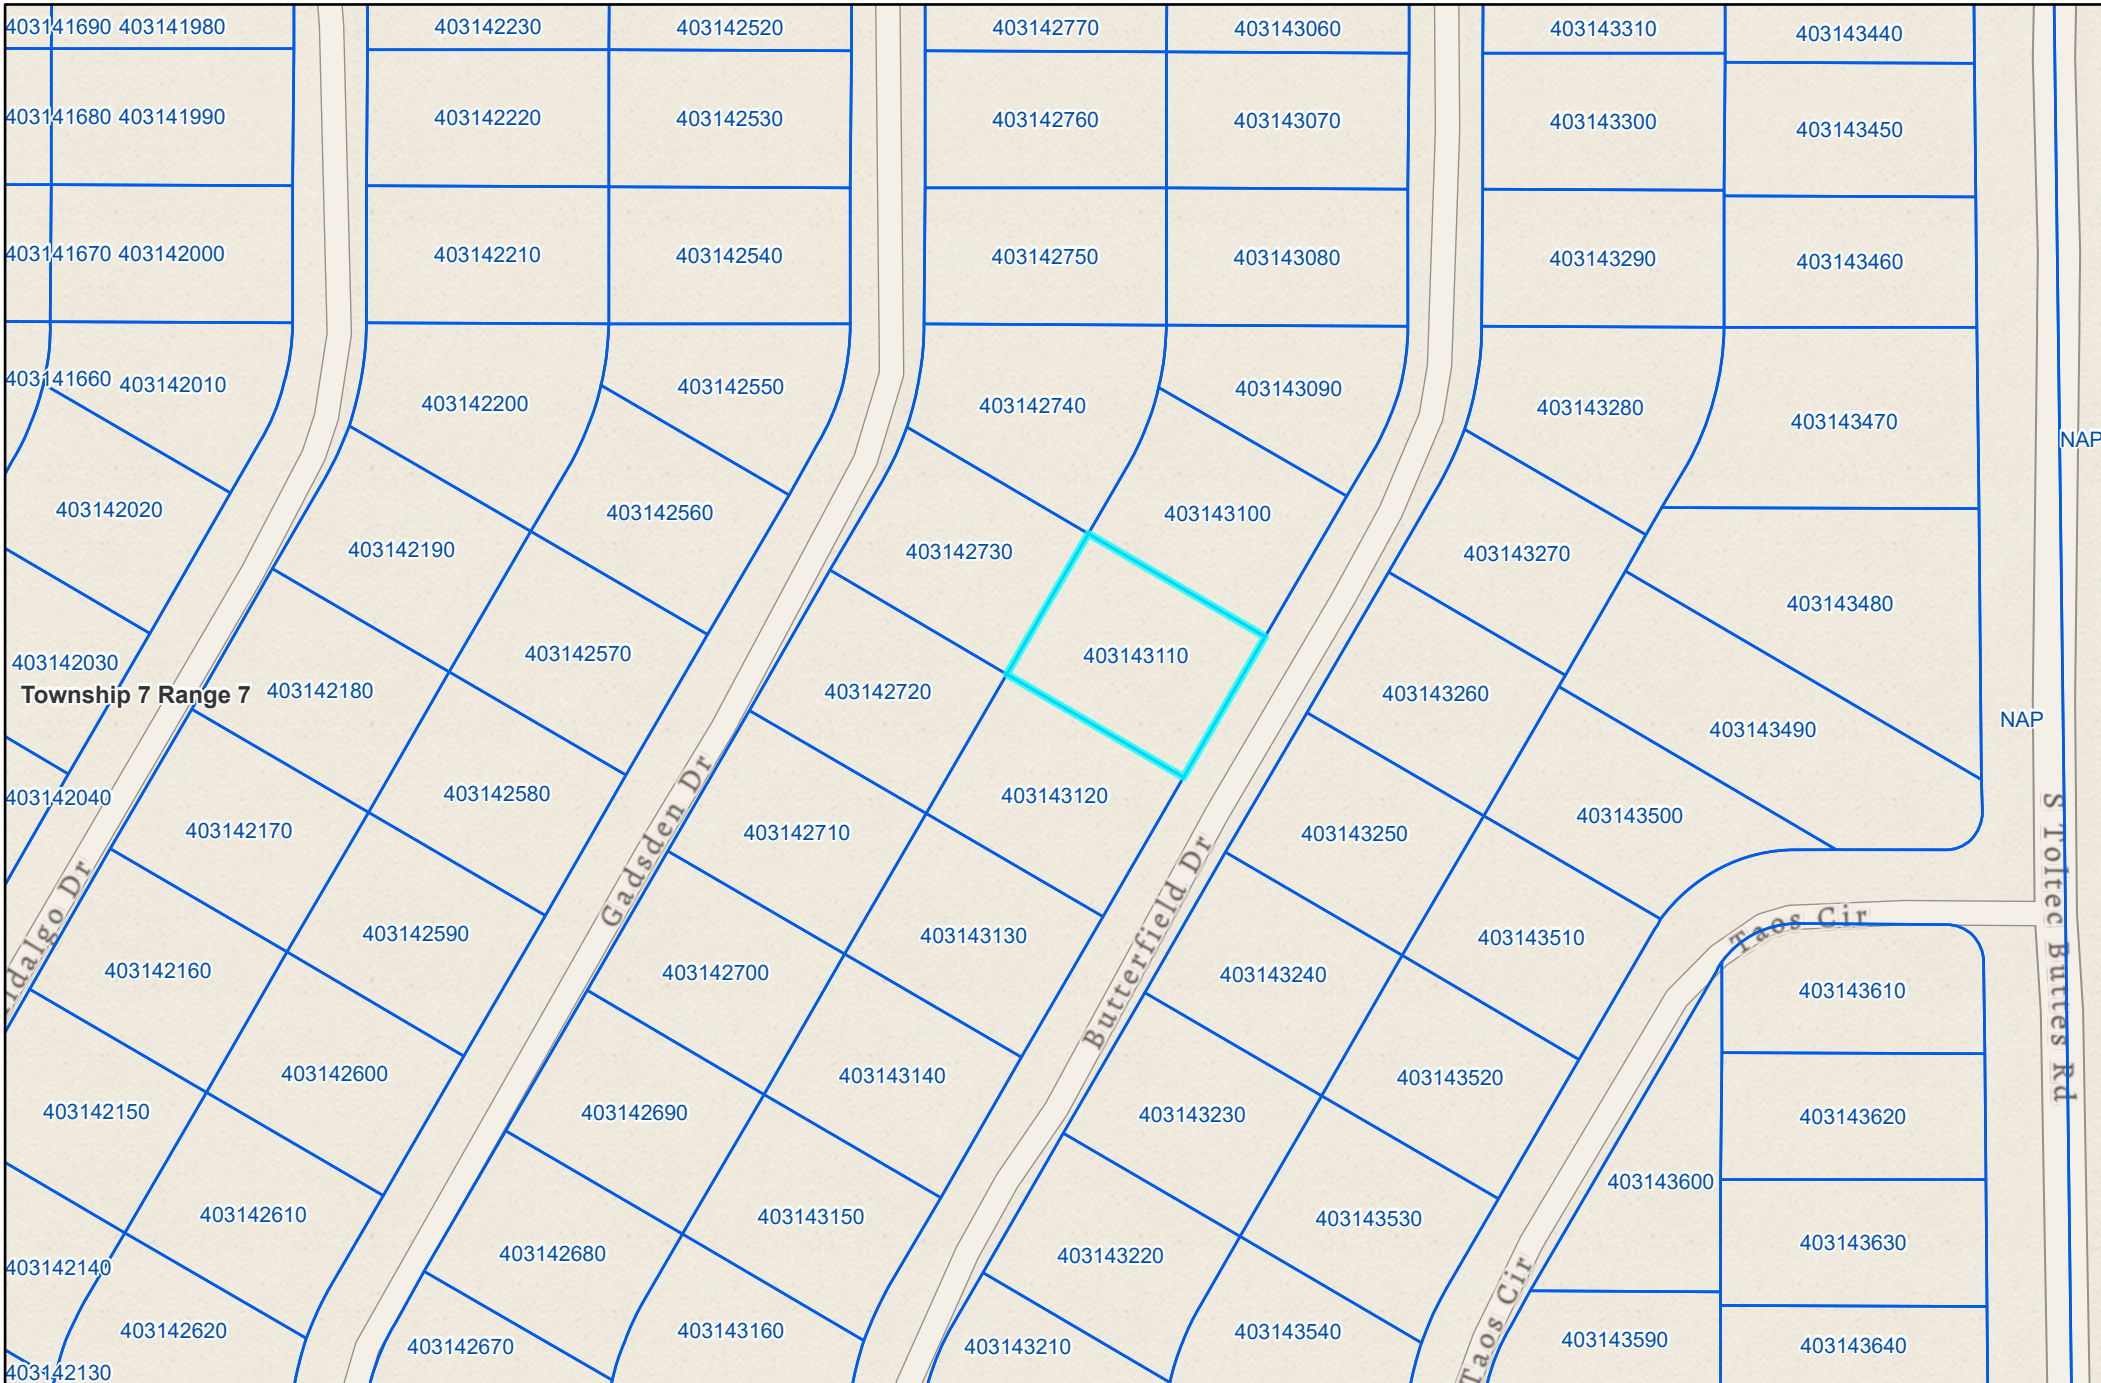 403141690 403141980 403142230 403142520 403142770 403143060 403143310 403143440
403141680 403141990 403142220 403142530 403142760 403143070 403143300 403143450
403141670 403142000 403142210 403142540 403142750 403143080 403143290 403143460
403141660 403142010 403142200 403142550 403142740 403143090 403143280 403143470
NAP
403142020 403142190 403142560 403142730 403143100 403143270 403143480
403142030 403142180 403142570 403142720 403143110 403143260 403143490
Township 7 Range 7
NAP
403142040 403142170 403142580 403142710 403143120 403143250 403143500
Gadsden Dr
Butterfield Dr
S Toltec Buttes Rd
Taos Cir
403142160 403142590 403142700 403143130 403143240 403143510 403143610
403142150 403142600 403142690 403143140 403143230 403143520 403143620
403142140 403142610 403142680 403143150 403143220 403143530 403143600 403143630
Taos Cir
403142130 403142620 403142670 403143160 403143210 403143540 403143590 403143640